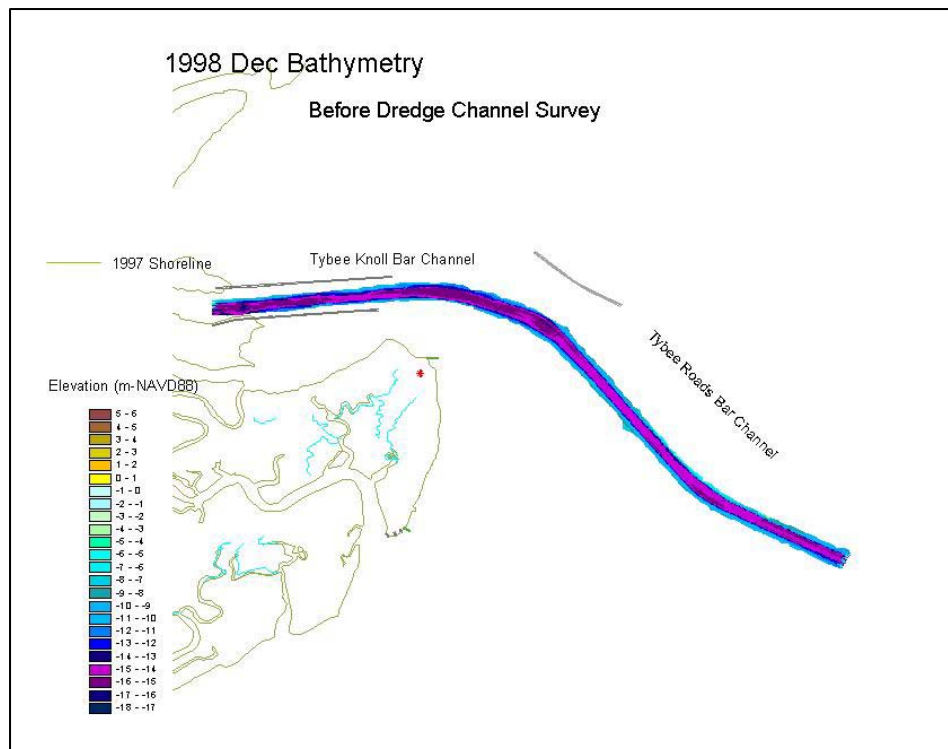 1998 Dec Bathymetry
Before Dredge Channel Survey
1997 Shoreline
Tybee Knoll Bar Channel
Tybee Roads Bar Channel
Elevation (m-NAVD88)
5 - 6
4 - 5
3 - 4
2 - 3
1 - 2
0 - 1
-1 - 0
-2 - -1
-3 - -2
-4 - -3
-5 - -4
-6 - -5
-7 - -6
-8 - -7
-9 - -8
-10 - -9
-11 - -10
-12 - -11
-13 - -12
-14 - -13
-15 - -14
-16 - -15
-17 - -16
-18 - -17